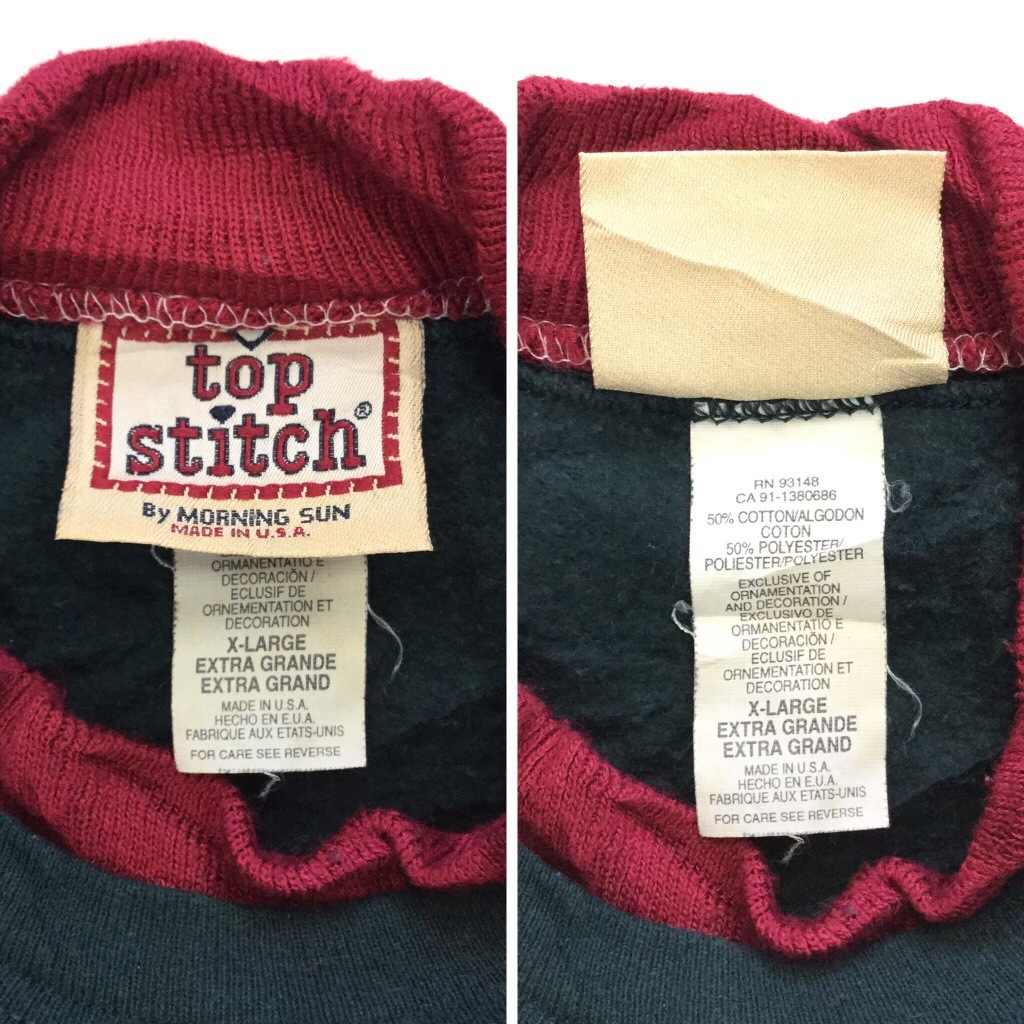 top
stitch®
By MORNING SUN
MADE IN U.S.A.
ORMANENTATIO E
DECORACIÓN /
ECLUSIF DE
ORNEMENTATION ET
DECORATION
X-LARGE
EXTRA GRANDE
EXTRA GRAND
MADE IN U.S.A.
HECHO EN E.U.A.
FABRIQUE AUX ETATS-UNIS
FOR CARE SEE REVERSE
RN 93148
CA 91-1380686
50% COTTON/ALGODON
COTON
50% POLYESTER/
POLIESTER/POLYESTER
EXCLUSIVE OF
ORNAMENTATION
AND DECORATION /
EXCLUSIVO DE
ORMANENTATIO E
DECORACIÓN /
ECLUSIF DE
ORNEMENTATION ET
DECORATION
X-LARGE
EXTRA GRANDE
EXTRA GRAND
MADE IN U.S.A.
HECHO EN E.U.A.
FABRIQUE AUX ETATS-UNIS
FOR CARE SEE REVERSE